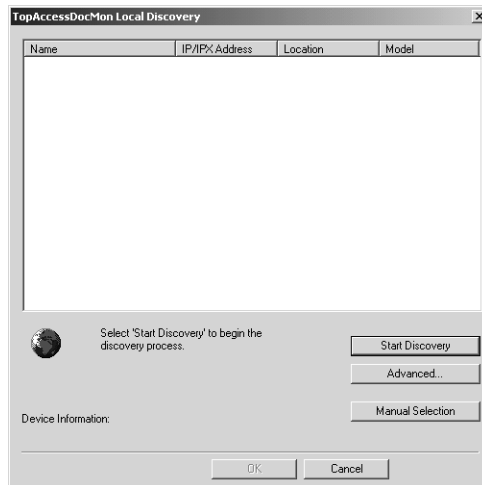 TopAccessDocMon Local Discovery
Name IP/IPX Address Location Model
Select 'Start Discovery' to begin the
discovery process.
Start Discovery
Advanced...
Manual Selection
Device Information:
OK Cancel